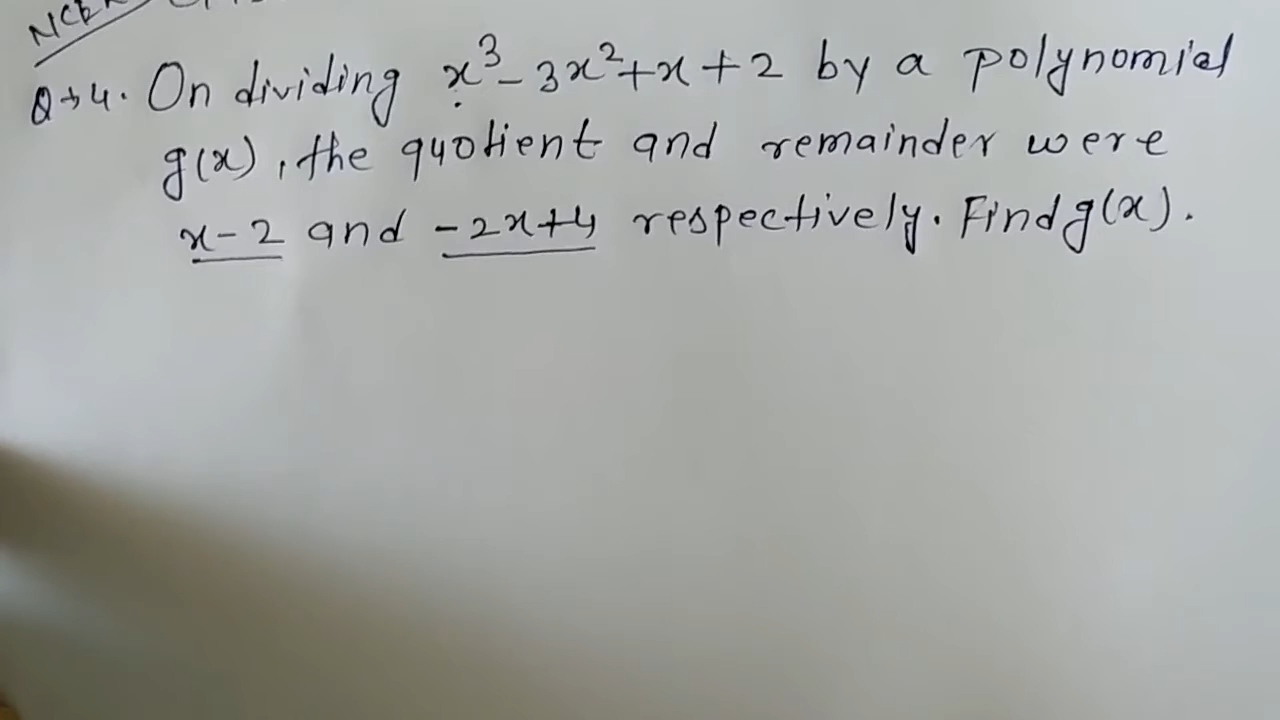 Q→4. On dividing x³-3x²+x+2 by a polynomial
g(x), the quotient and remainder were
x-2 and -2x+4 respectively. Find g(x).